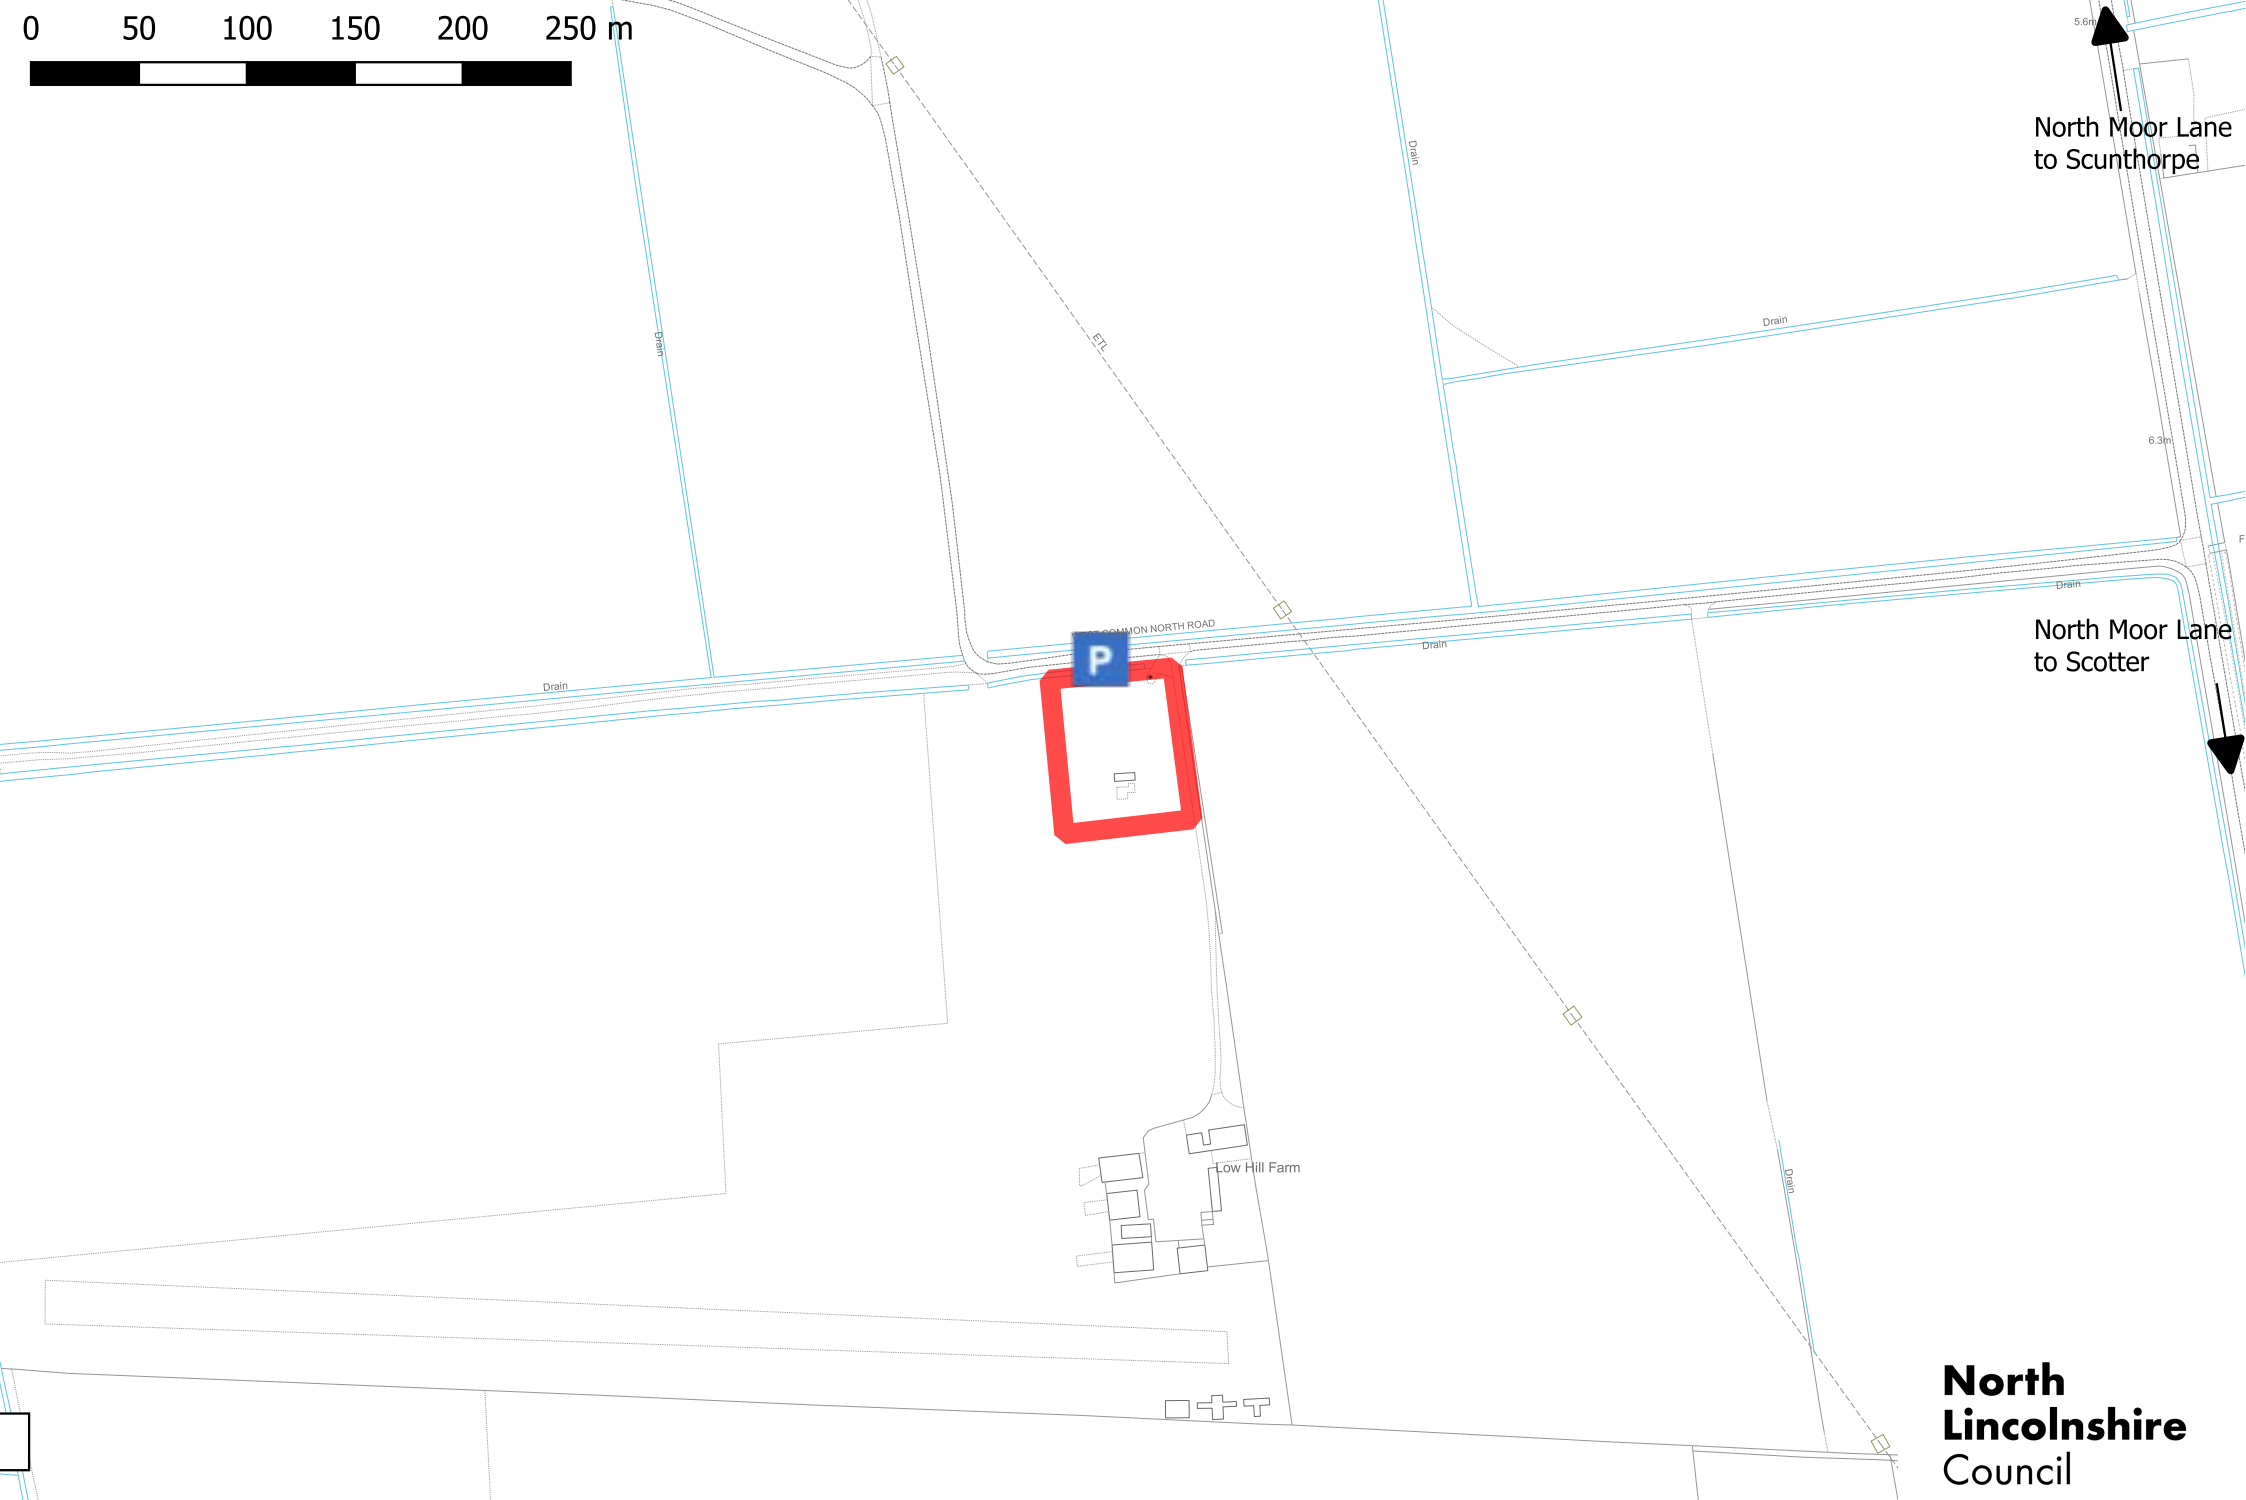 0 50 100 150 200 250 m
5.6m
North Moor Lane
to Scunthorpe
Drain
Drain
Drain
ETL
6.3m
COMMON NORTH ROAD
P
Drain
Drain
Drain
North Moor Lane
to Scotter
Low Hill Farm
Drain
North
Lincolnshire
Council